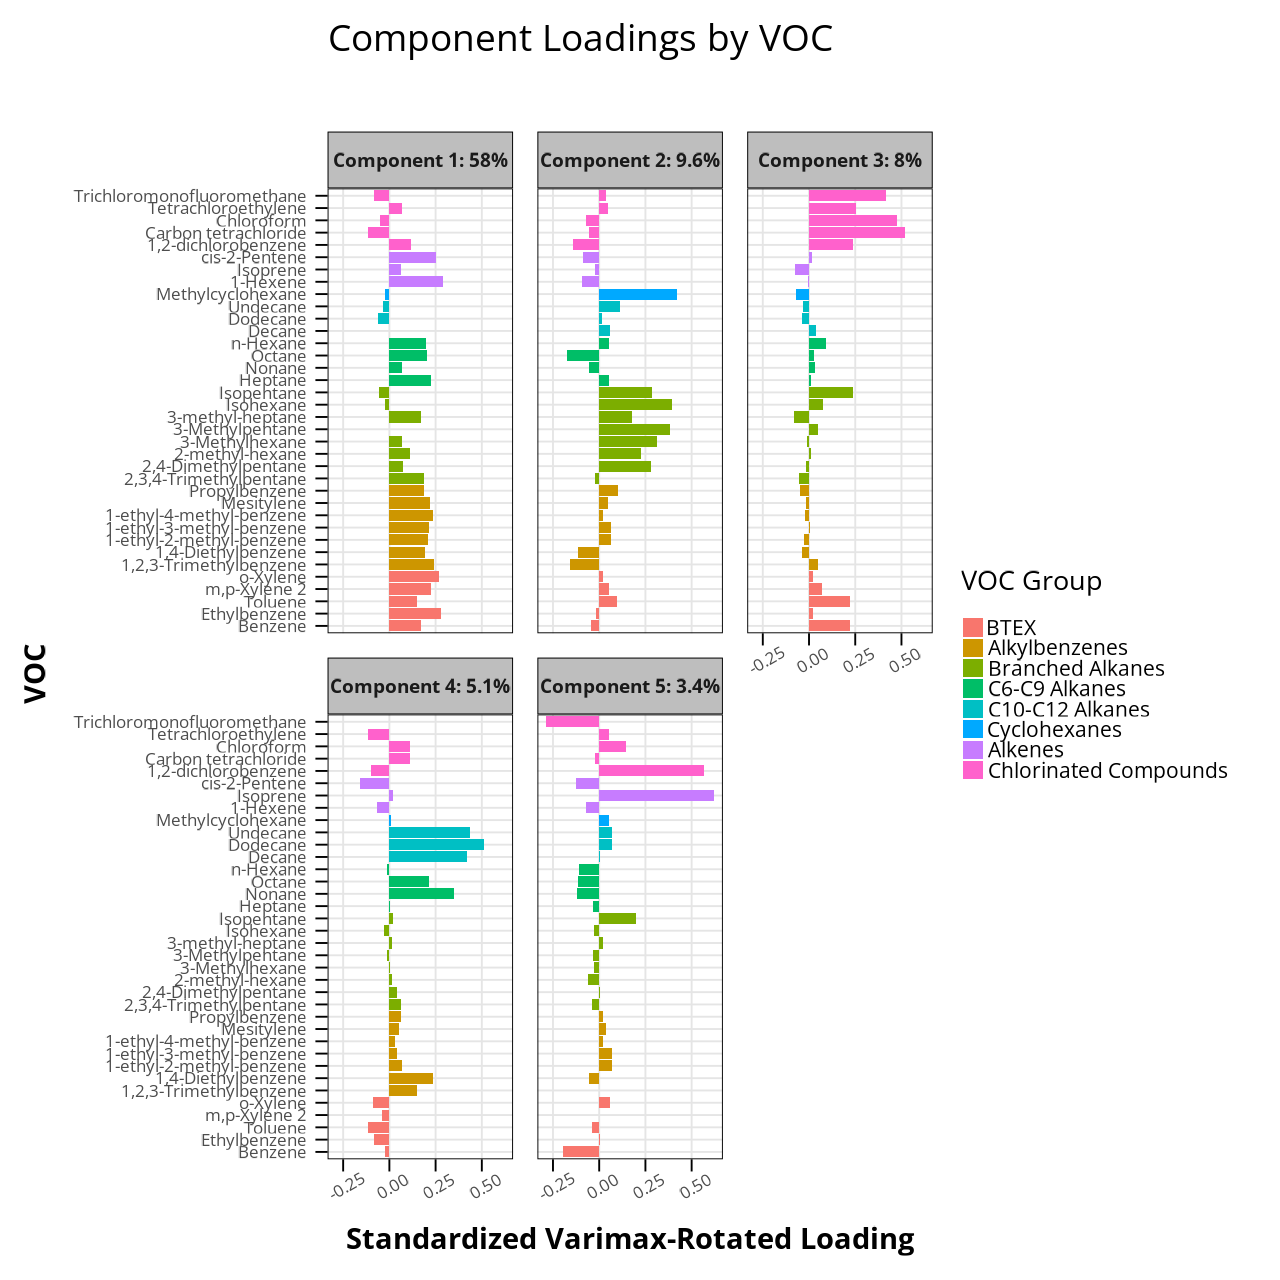 Component Loadings by VOC
Component 1: 58%
Component 2: 9.6%
Component 3: 8%
Trichloromonofluoromethane
Tetrachloroethylene
Chloroform
Carbon tetrachloride
1,2-dichlorobenzene
cis-2-Pentene
Isoprene
1-Hexene
Methylcyclohexane
Undecane
Dodecane
Decane
n-Hexane
Octane
Nonane
Heptane
Isopentane
Isohexane
3-methyl-heptane
3-Methylpentane
3-Methylhexane
2-methyl-hexane
2,4-Dimethylpentane
2,3,4-Trimethylpentane
Propylbenzene
Mesitylene
1-ethyl-4-methyl-benzene
1-ethyl-3-methyl-benzene
1-ethyl-2-methyl-benzene
1,4-Diethylbenzene
1,2,3-Trimethylbenzene
o-Xylene
m,p-Xylene 2
Toluene
Ethylbenzene
Benzene
-0.25 0.00 0.25 0.50
VOC
VOC Group
BTEX
Alkylbenzenes
Branched Alkanes
C6-C9 Alkanes
C10-C12 Alkanes
Cyclohexanes
Alkenes
Chlorinated Compounds
Component 4: 5.1%
Component 5: 3.4%
Trichloromonofluoromethane
Tetrachloroethylene
Chloroform
Carbon tetrachloride
1,2-dichlorobenzene
cis-2-Pentene
Isoprene
1-Hexene
Methylcyclohexane
Undecane
Dodecane
Decane
n-Hexane
Octane
Nonane
Heptane
Isopentane
Isohexane
3-methyl-heptane
3-Methylpentane
3-Methylhexane
2-methyl-hexane
2,4-Dimethylpentane
2,3,4-Trimethylpentane
Propylbenzene
Mesitylene
1-ethyl-4-methyl-benzene
1-ethyl-3-methyl-benzene
1-ethyl-2-methyl-benzene
1,4-Diethylbenzene
1,2,3-Trimethylbenzene
o-Xylene
m,p-Xylene 2
Toluene
Ethylbenzene
Benzene
-0.25 0.00 0.25 0.50
-0.25 0.00 0.25 0.50
Standardized Varimax-Rotated Loading